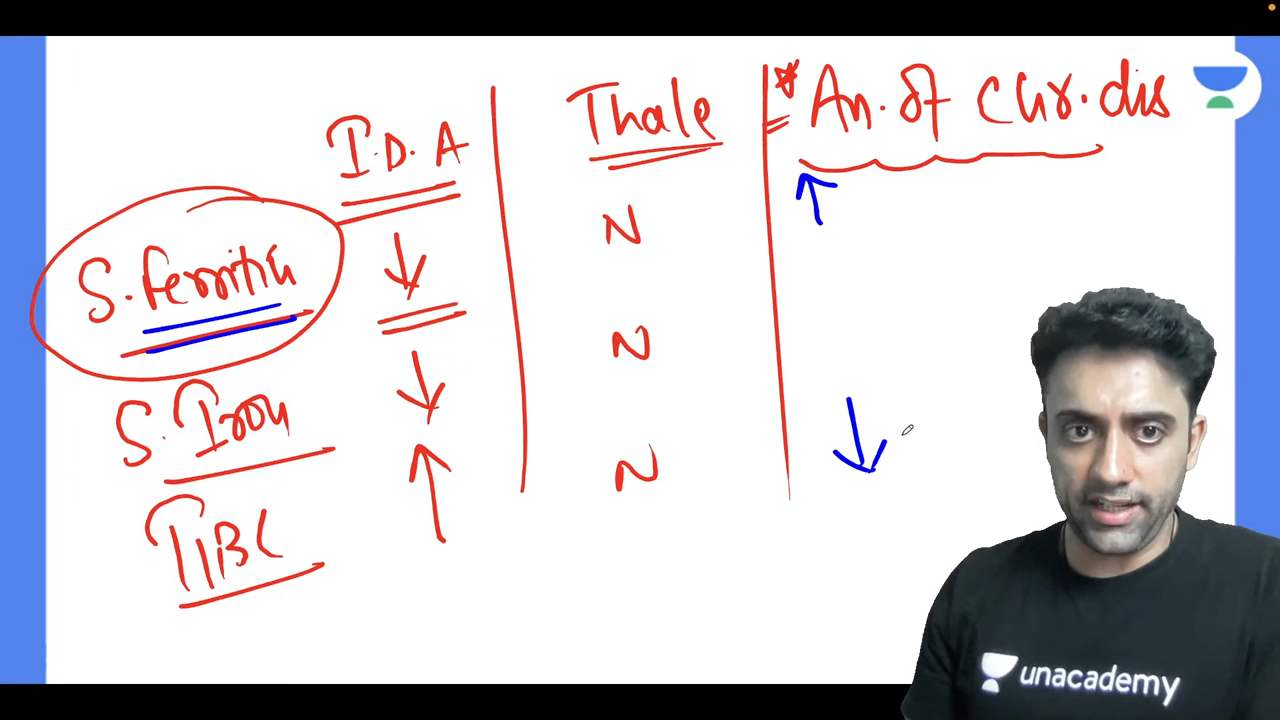 I.D.A Thale * An. of chr. dis
S. ferritin ↓ N ↑
S. Iron ↓ N ↓
TIBC ↑ N
unacademy